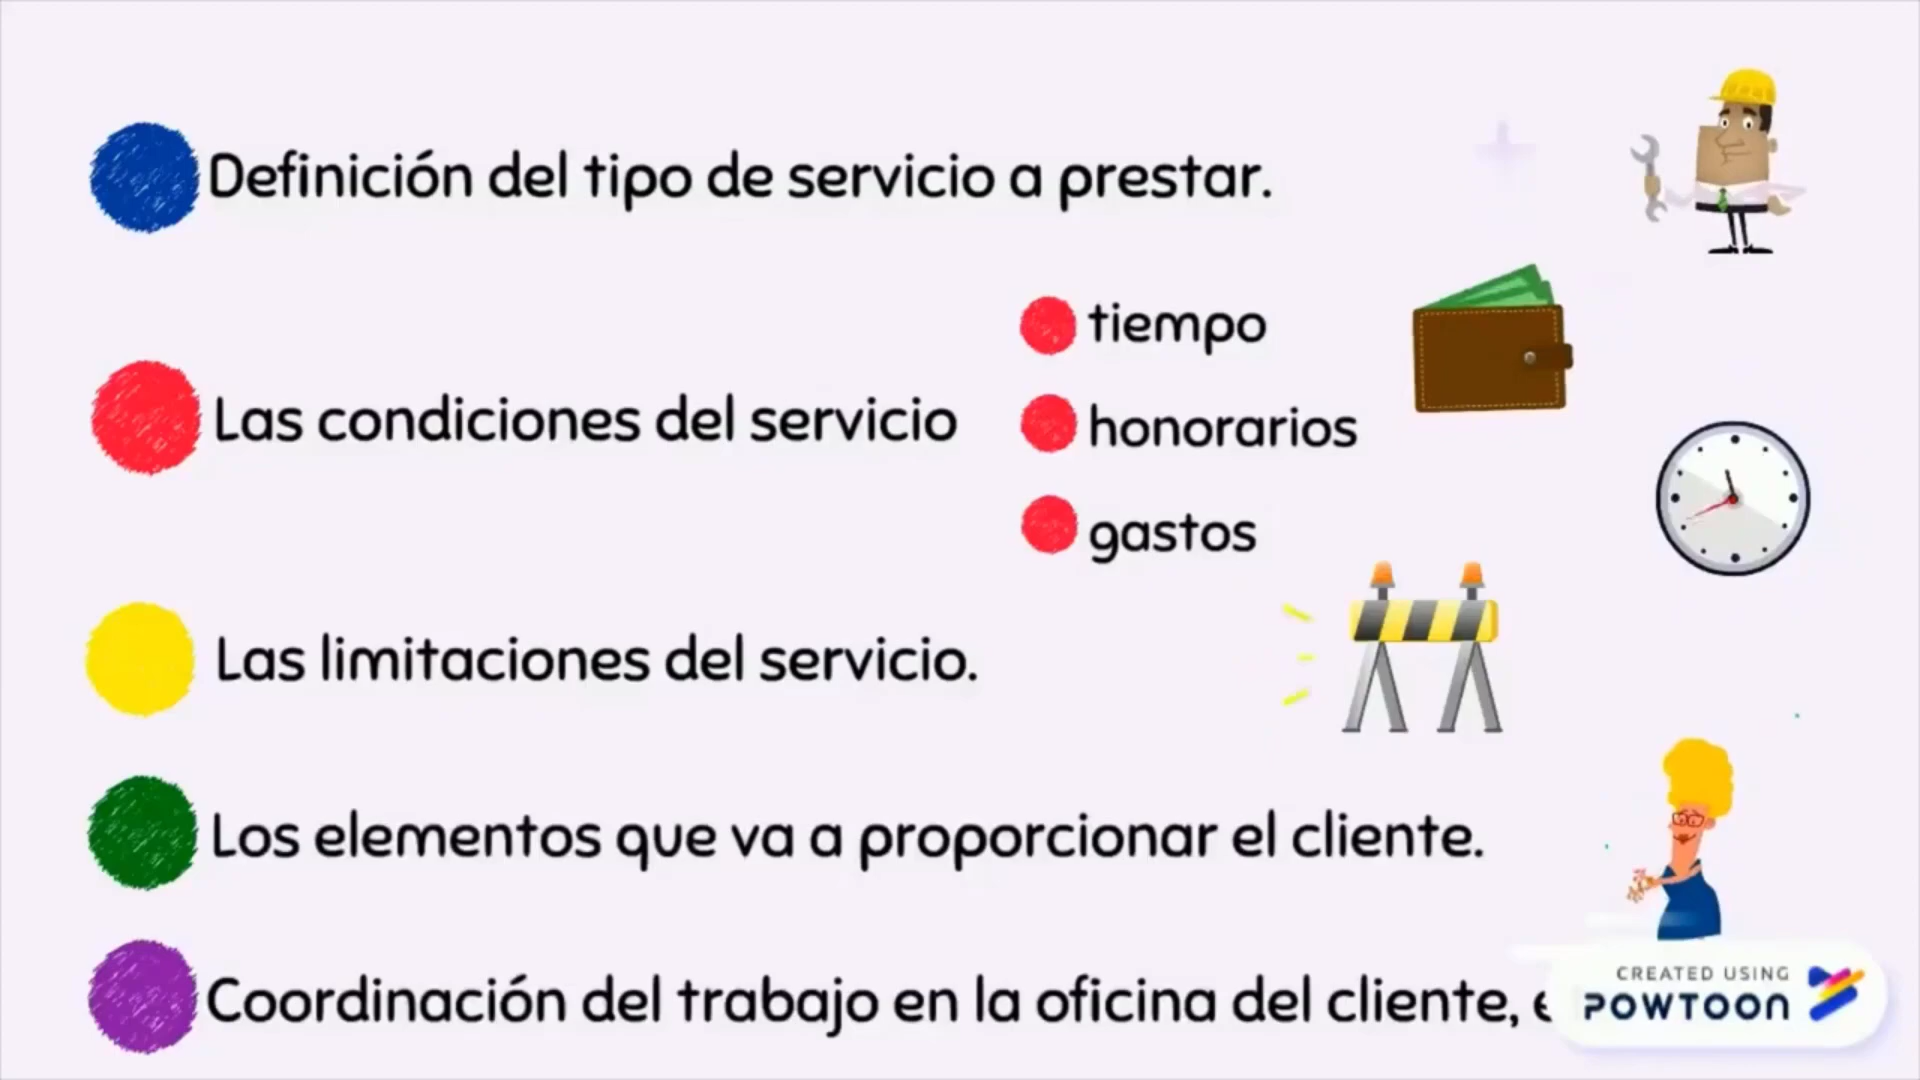 Definición del tipo de servicio a prestar.
Las condiciones del servicio
tiempo
honorarios
gastos
Las limitaciones del servicio.
Los elementos que va a proporcionar el cliente.
Coordinación del trabajo en la oficina del cliente,
CREATED USING
POWTOON